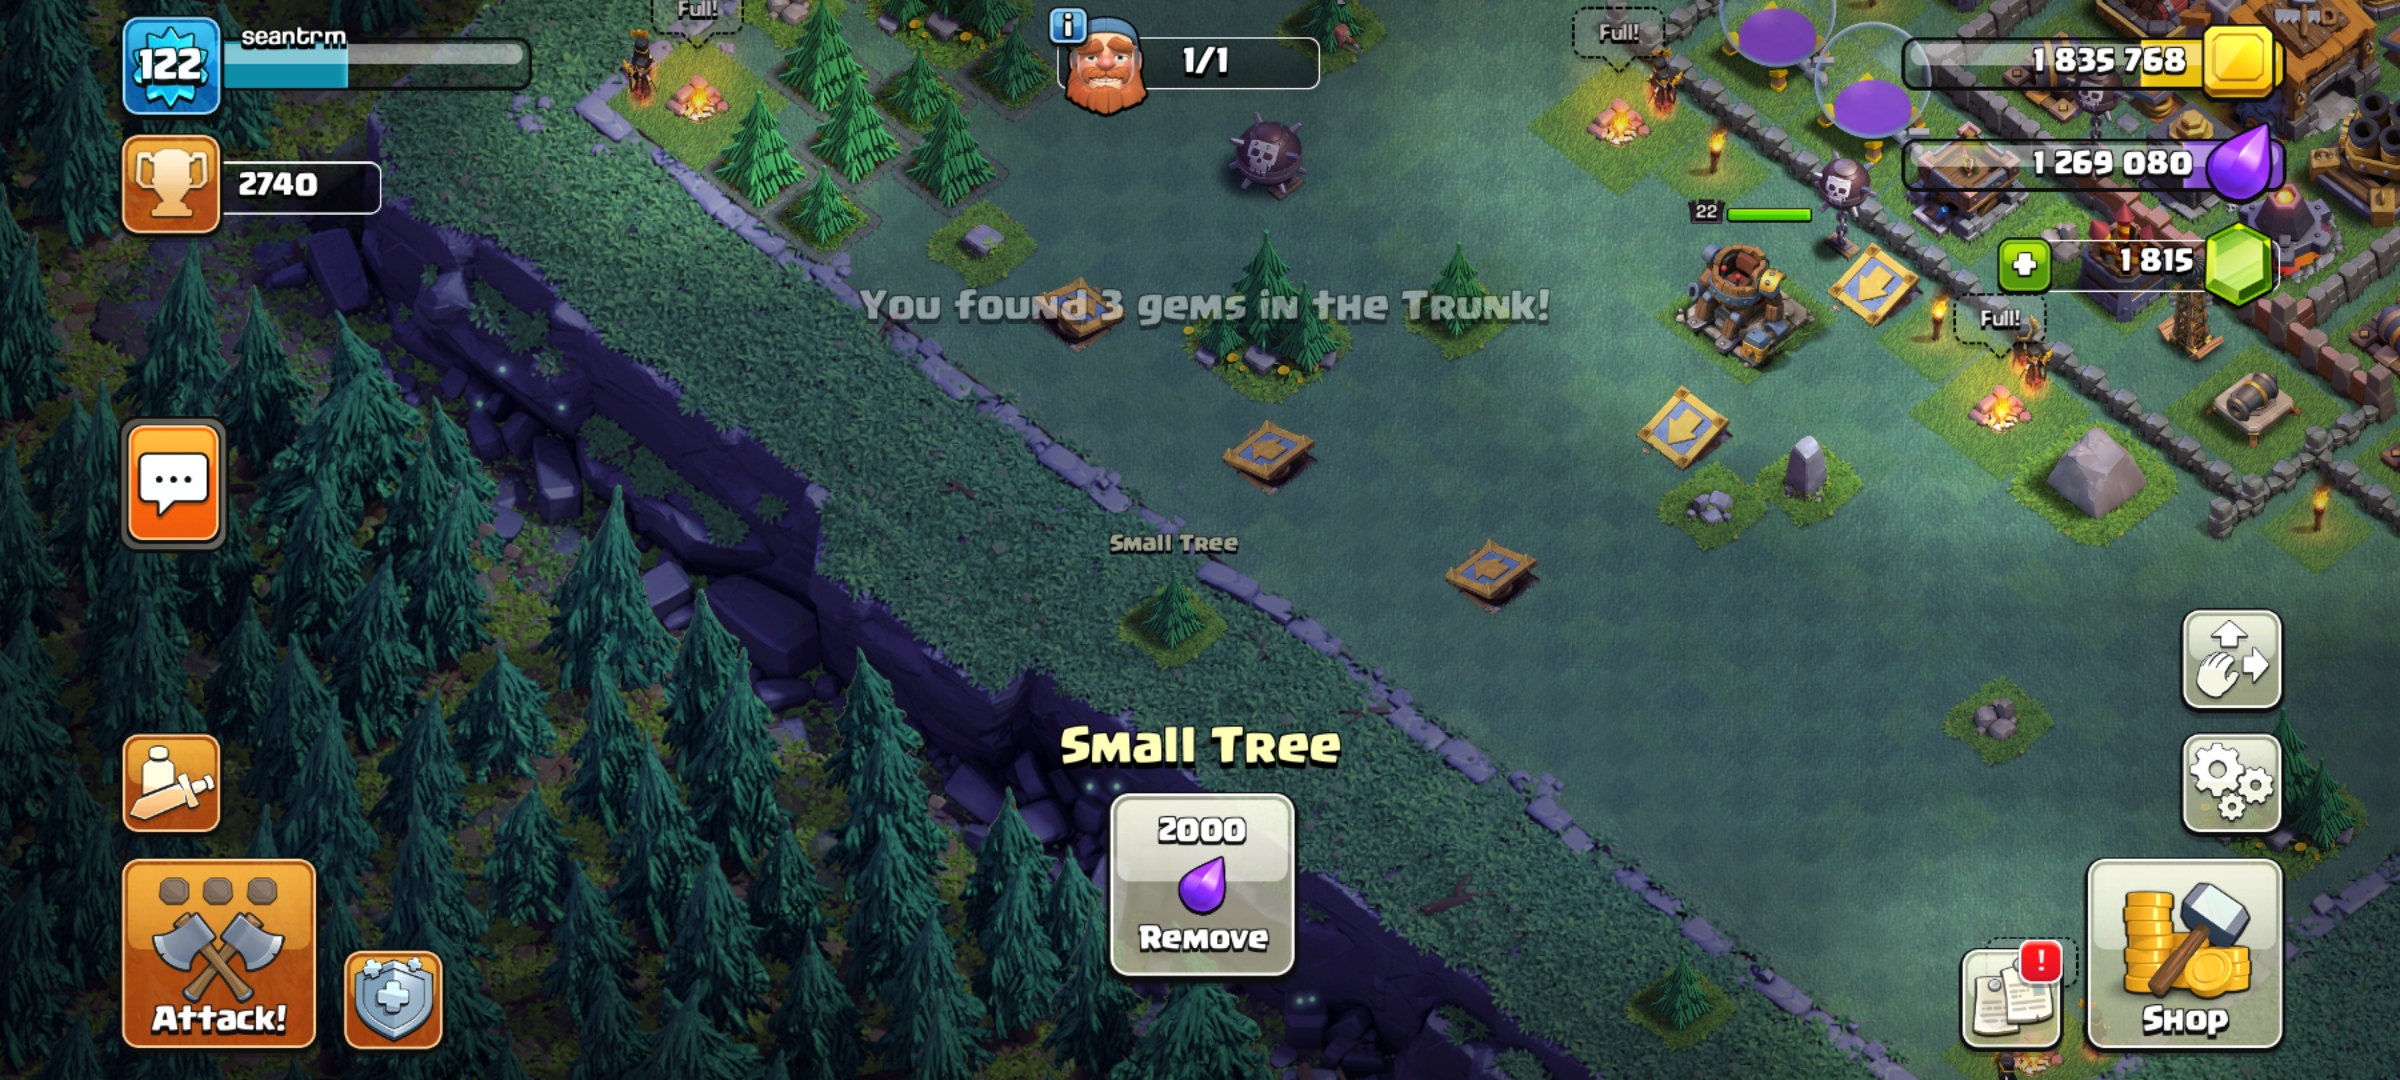 Full!
122
seantrm
1/1
Full!
1 835 768
2740
1 269 080
22
1 815
You found 3 gems in the Trunk!
Full!
Small Tree
Small Tree
2000
Remove
Attack!
!
Shop